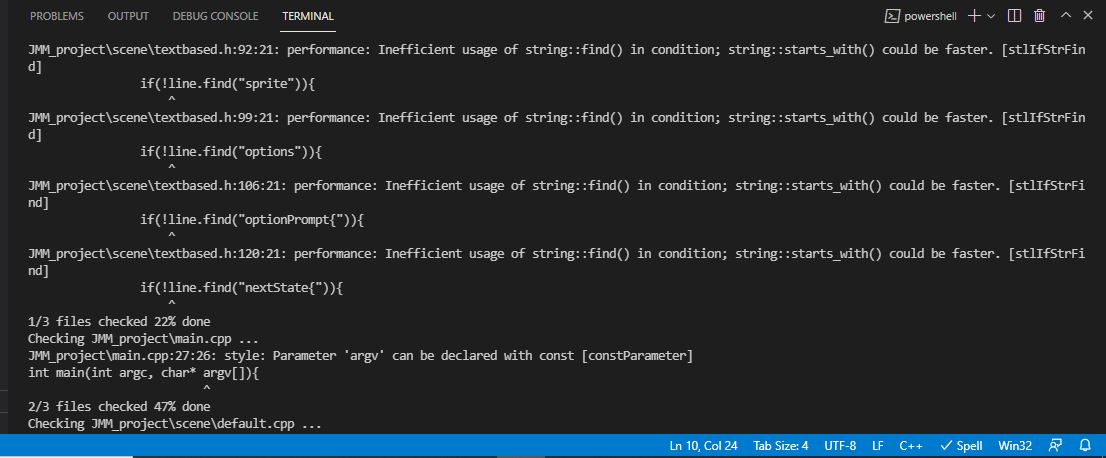 PROBLEMS OUTPUT DEBUG CONSOLE TERMINAL powershell
JMM_project\scene\textbased.h:92:21: performance: Inefficient usage of string::find() in condition; string::starts_with() could be faster. [stlIfStrFin
d]
if(!line.find("sprite")){
^
JMM_project\scene\textbased.h:99:21: performance: Inefficient usage of string::find() in condition; string::starts_with() could be faster. [stlIfStrFin
d]
if(!line.find("options")){
^
JMM_project\scene\textbased.h:106:21: performance: Inefficient usage of string::find() in condition; string::starts_with() could be faster. [stlIfStrFi
nd]
if(!line.find("optionPrompt{")){
^
JMM_project\scene\textbased.h:120:21: performance: Inefficient usage of string::find() in condition; string::starts_with() could be faster. [stlIfStrFi
nd]
if(!line.find("nextState{")){
^
1/3 files checked 22% done
Checking JMM_project\main.cpp ...
JMM_project\main.cpp:27:26: style: Parameter 'argv' can be declared with const [constParameter]
int main(int argc, char* argv[]){
^
2/3 files checked 47% done
Checking JMM_project\scene\default.cpp ...
Ln 10, Col 24 Tab Size: 4 UTF-8 LF C++ Spell Win32